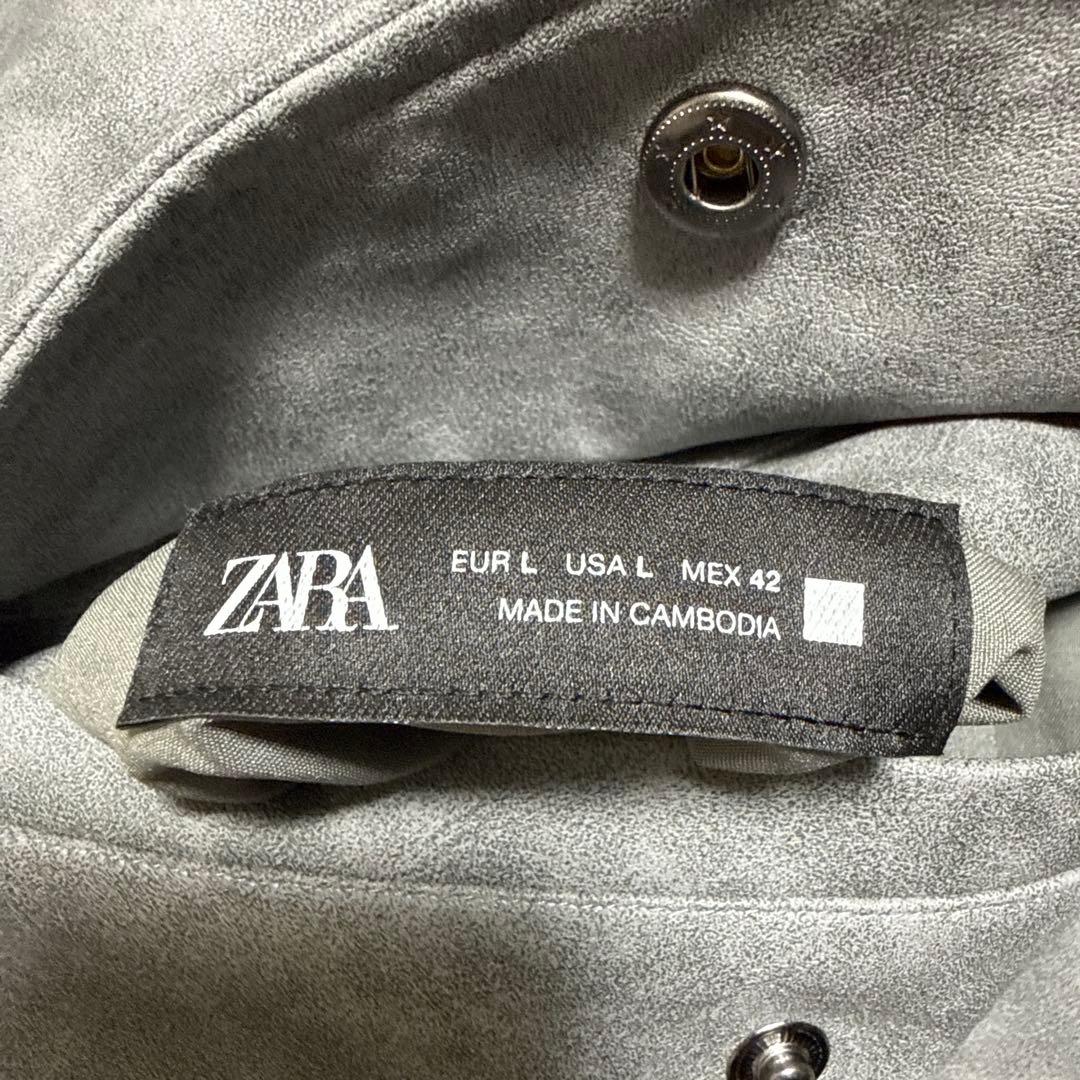 ZARA
EUR L USA L MEX 42
MADE IN CAMBODIA